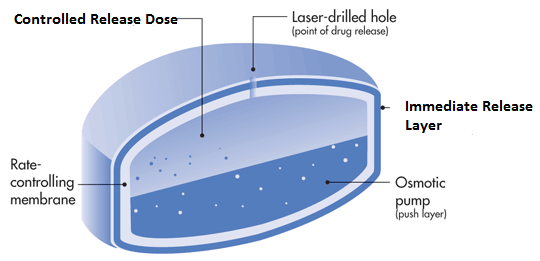 Controlled Release Dose
Laser-drilled hole
(point of drug release)
Immediate Release
Layer
Rate-
controlling
membrane
Osmotic
pump
(push layer)